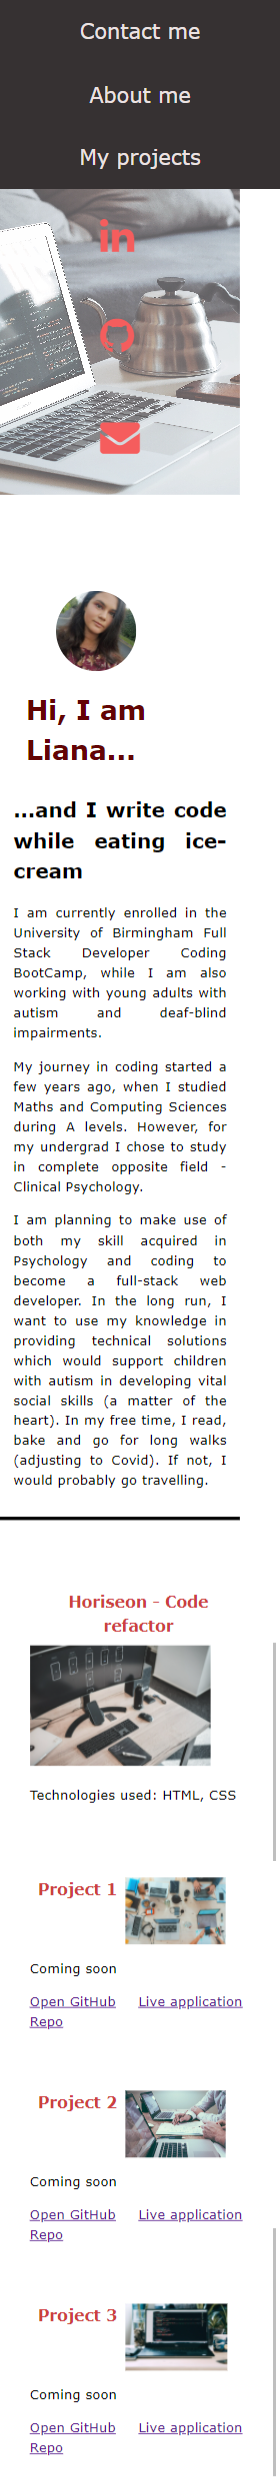 Contact me
About me
My projects
in
Hi, I am
Liana...
...and I write code
while eating ice-
cream
I am currently enrolled in the
University of Birmingham Full
Stack Developer Coding
BootCamp, while I am also
working with young adults with
autism and deaf-blind
impairments.
My journey in coding started a
few years ago, when I studied
Maths and Computing Sciences
during A levels. However, for
my undergrad I chose to study
in complete opposite field -
Clinical Psychology.
I am planning to make use of
both my skill acquired in
Psychology and coding to
become a full-stack web
developer. In the long run, I
want to use my knowledge in
providing technical solutions
which would support children
with autism in developing vital
social skills (a matter of the
heart). In my free time, I read,
bake and go for long walks
(adjusting to Covid). If not, I
would probably go travelling.
Horiseon - Code
refactor
Technologies used: HTML, CSS
Project 1
Coming soon
Open GitHub Live application
Repo
Project 2
Coming soon
Open GitHub Live application
Repo
Project 3
Coming soon
Open GitHub Live application
Repo